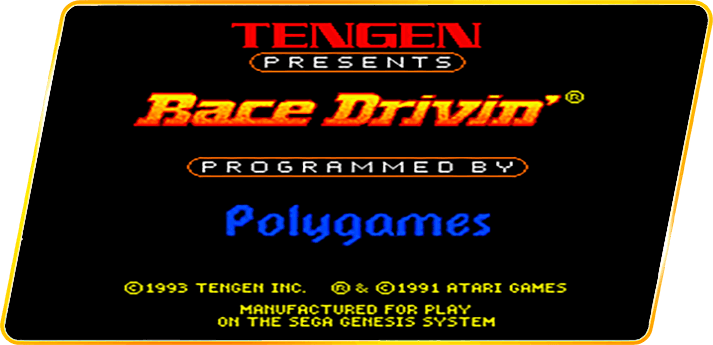 TENGEN
PRESENTS
Race Drivin'®
PROGRAMMED BY
Polygames
©1993 TENGEN INC. ® & ©1991 ATARI GAMES
MANUFACTURED FOR PLAY
ON THE SEGA GENESIS SYSTEM